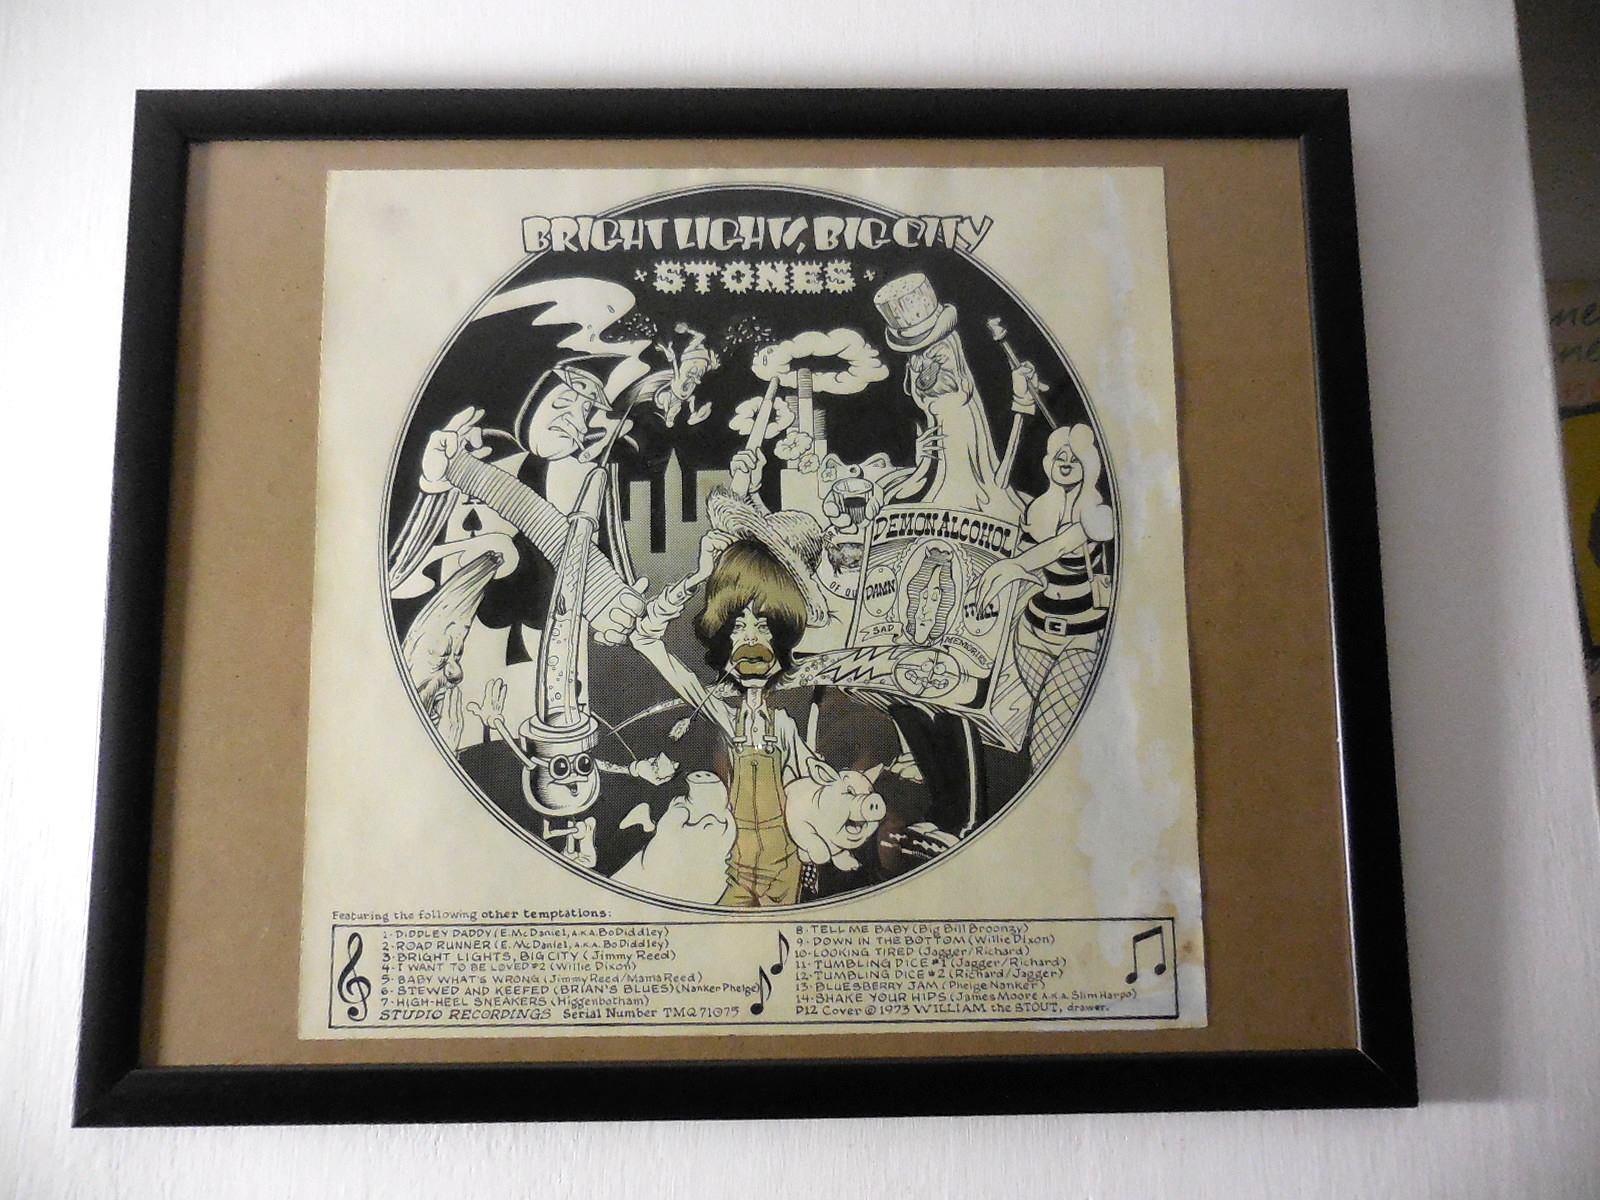 BRIGHT LIGHTS, BIG CITY
STONES
DEMON ALCOHOL
DAMN
IT ALL
SAD
MEMORIES
Featuring the following other temptations:
1- DIDDLEY DADDY (E. McDaniel, A.K.A. Bo Diddley)
2- ROAD RUNNER (E. McDaniel, A.K.A. Bo Diddley)
3- BRIGHT LIGHTS, BIG CITY (Jimmy Reed)
4- I WANT TO BE LOVED #2 (Willie Dixon)
5- BABY WHAT'S WRONG (Jimmy Reed/Mama Reed)
6- STEWED AND KEEFED (BRIAN'S BLUES) (Nanker Phelge)
7- HIGH-HEEL SNEAKERS (Higgenbotham)
STUDIO RECORDINGS Serial Number TMQ 71075
8- TELL ME BABY (Big Bill Broonzy)
9- DOWN IN THE BOTTOM (Willie Dixon)
10- LOOKING TIRED (Jagger/Richard)
11- TUMBLING DICE #1 (Jagger/Richard)
12- TUMBLING DICE #2 (Richard/Jagger)
13- BLUESBERRY JAM (Phelge Nanker)
14- SHAKE YOUR HIPS (James Moore A.K.A. Slim Harpo)
P12 Cover © 1973 WILLIAM the STOUT, drawer.